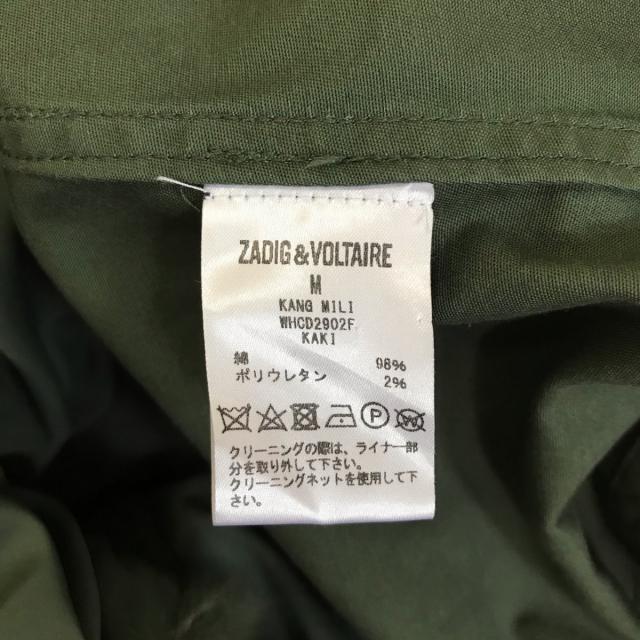 ZADIG&VOLTAIRE
M
KANG MILI
WHCD2902F
KAKI
綿 98%
ポリウレタン 2%
P W
クリーニングの際は、ライナー部
分を取り外して下さい。
クリーニングネットを使用して下
さい。